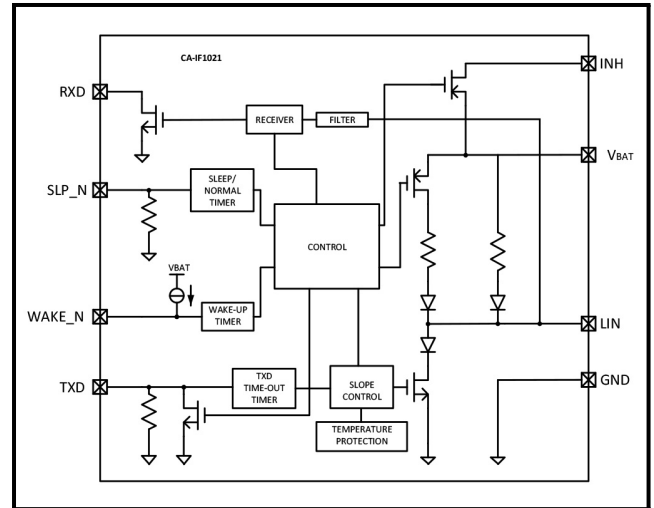 CA-IF1021
RXD
INH
RECEIVER
FILTER
VBAT
SLP_N
SLEEP/
NORMAL
TIMER
CONTROL
VBAT
WAKE_N
WAKE-UP
TIMER
LIN
TXD
TXD
TIME-OUT
TIMER
SLOPE
CONTROL
GND
TEMPERATURE
PROTECTION